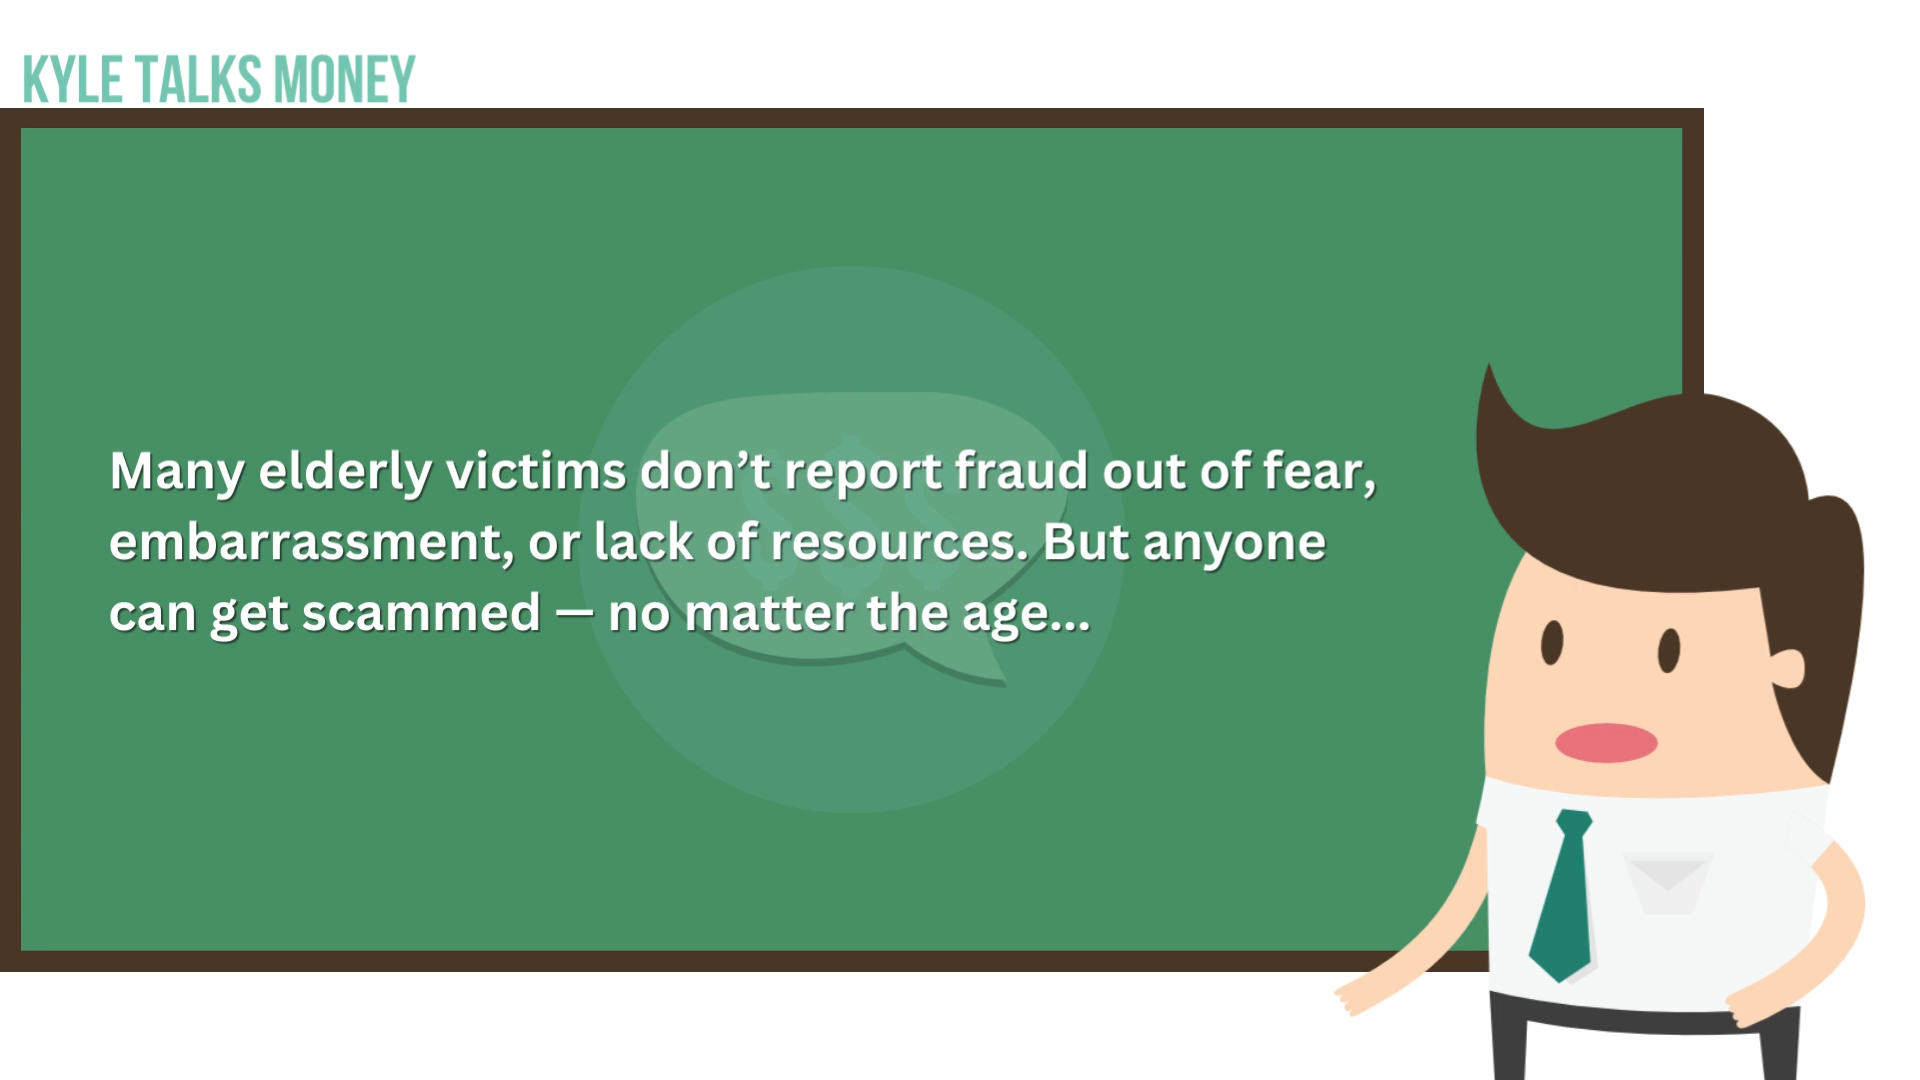 KYLE TALKS MONEY
Many elderly victims don’t report fraud out of fear,
embarrassment, or lack of resources. But anyone
can get scammed — no matter the age...
$$$